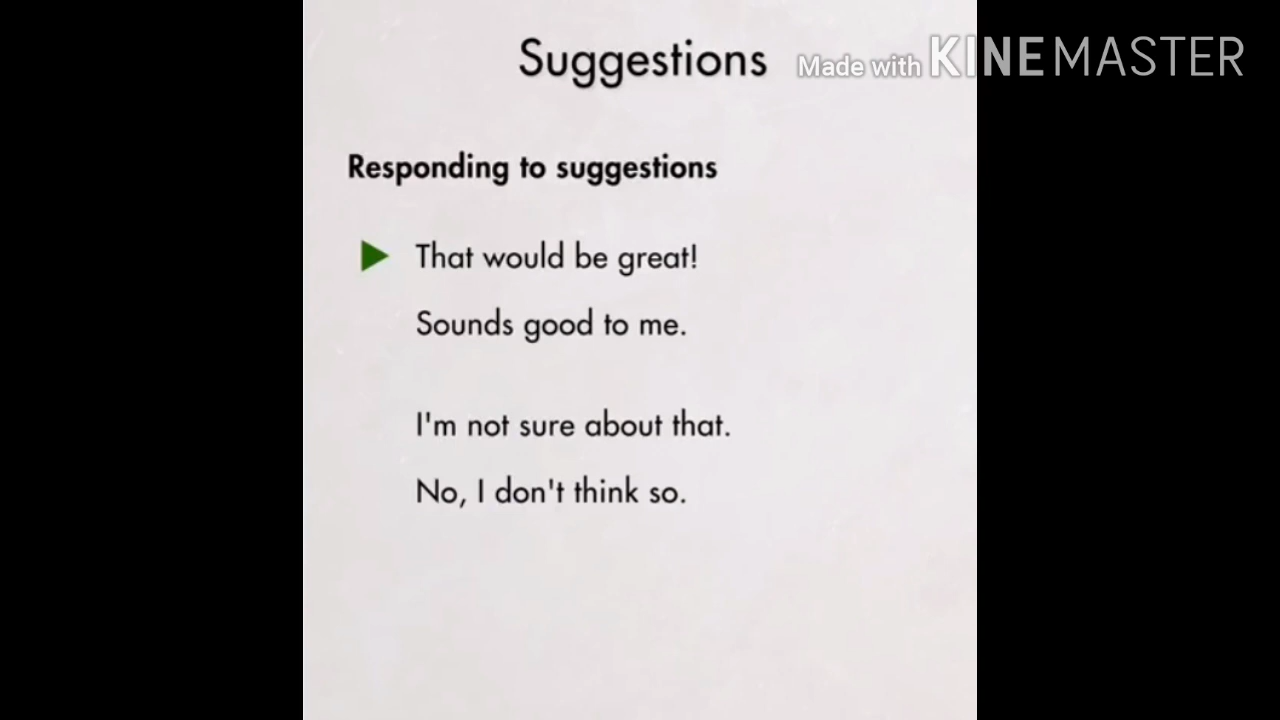 Suggestions
Made with KINEMASTER
Responding to suggestions
That would be great!
Sounds good to me.
I'm not sure about that.
No, I don't think so.